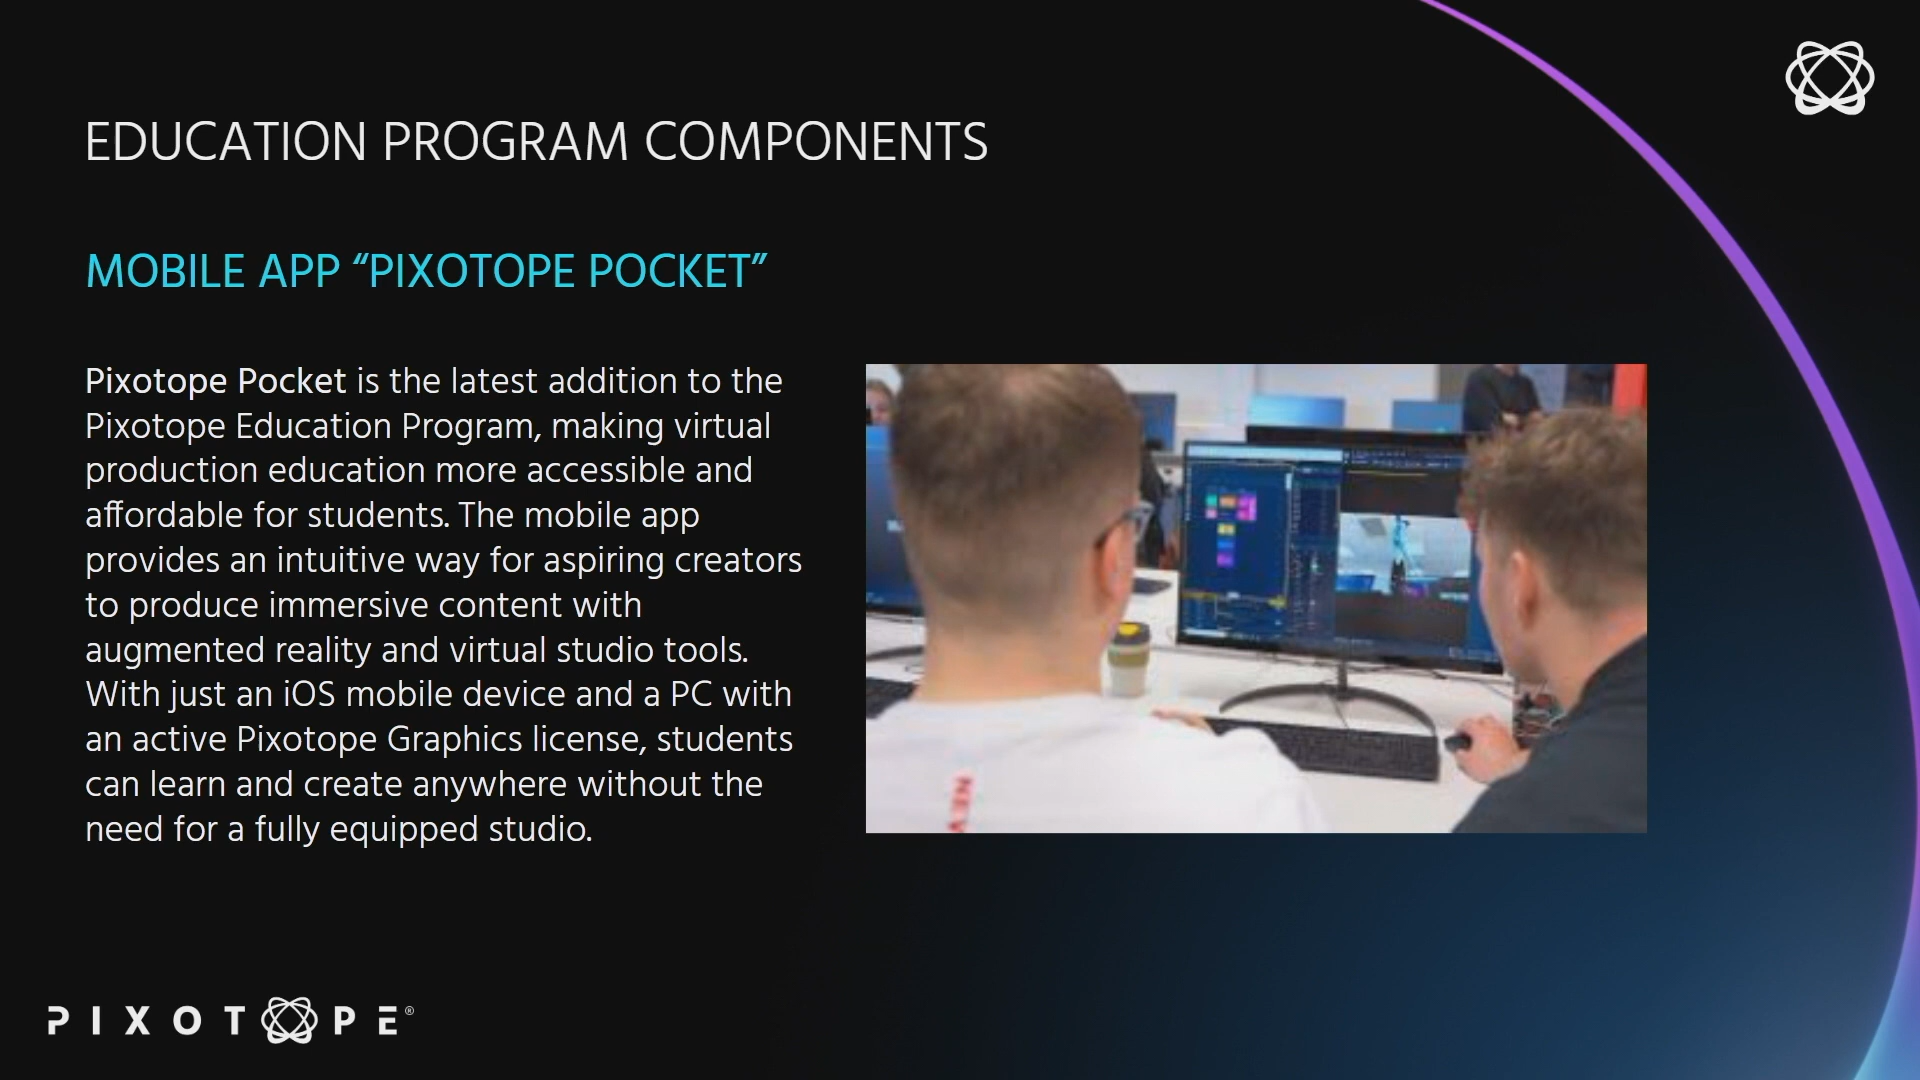 EDUCATION PROGRAM COMPONENTS
MOBILE APP “PIXOTOPE POCKET”
Pixotope Pocket is the latest addition to the
Pixotope Education Program, making virtual
production education more accessible and
affordable for students. The mobile app
provides an intuitive way for aspiring creators
to produce immersive content with
augmented reality and virtual studio tools.
With just an iOS mobile device and a PC with
an active Pixotope Graphics license, students
can learn and create anywhere without the
need for a fully equipped studio.
PIXOTOPE®